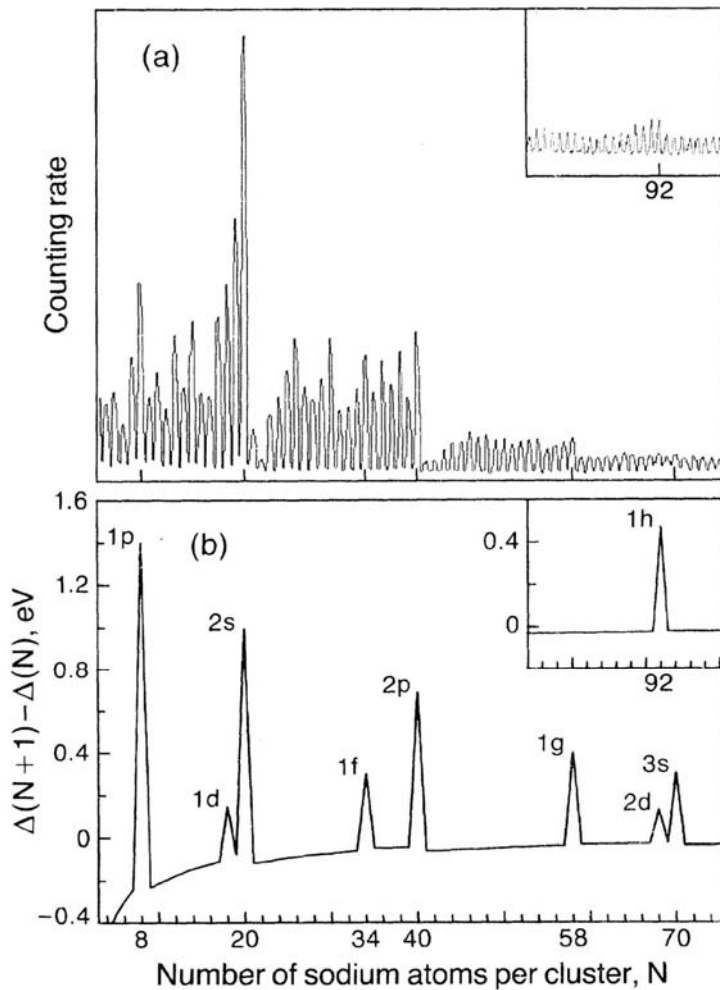 (a)
Counting rate
92
(b)
Δ(N + 1) – Δ(N), eV
1.6
1.4
1.0
0.4
0
−0.4
1p
1d
2s
1f
2p
1g
2d
3s
1h
0.4
0
92
8
20
34
40
58
70
Number of sodium atoms per cluster, N